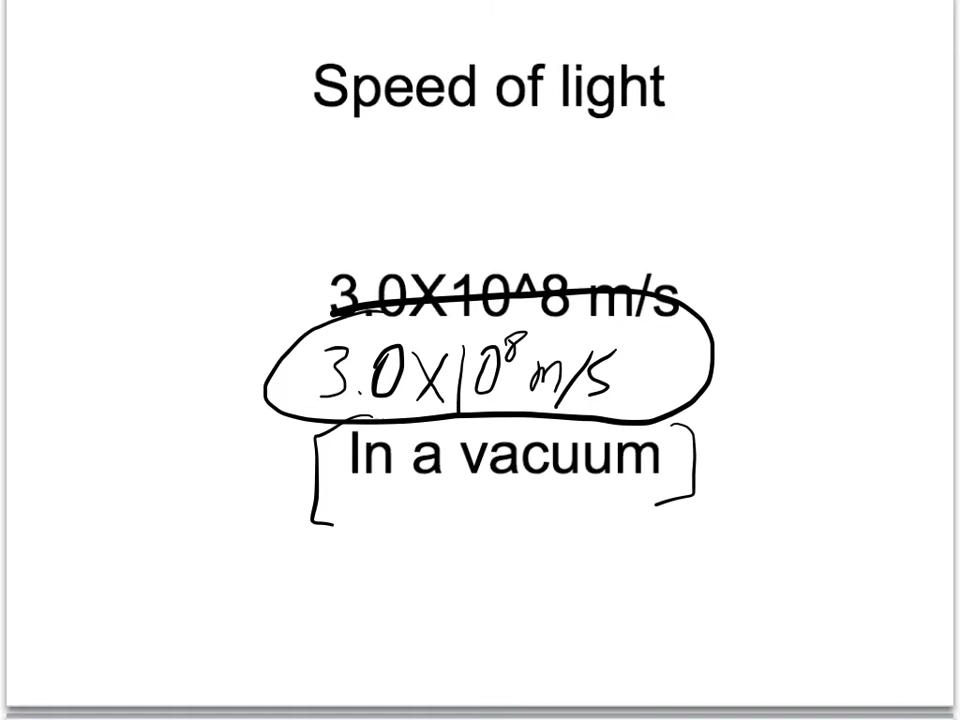 Speed of light
3.0X10^8 m/s
3.0X10⁸ m/s
In a vacuum